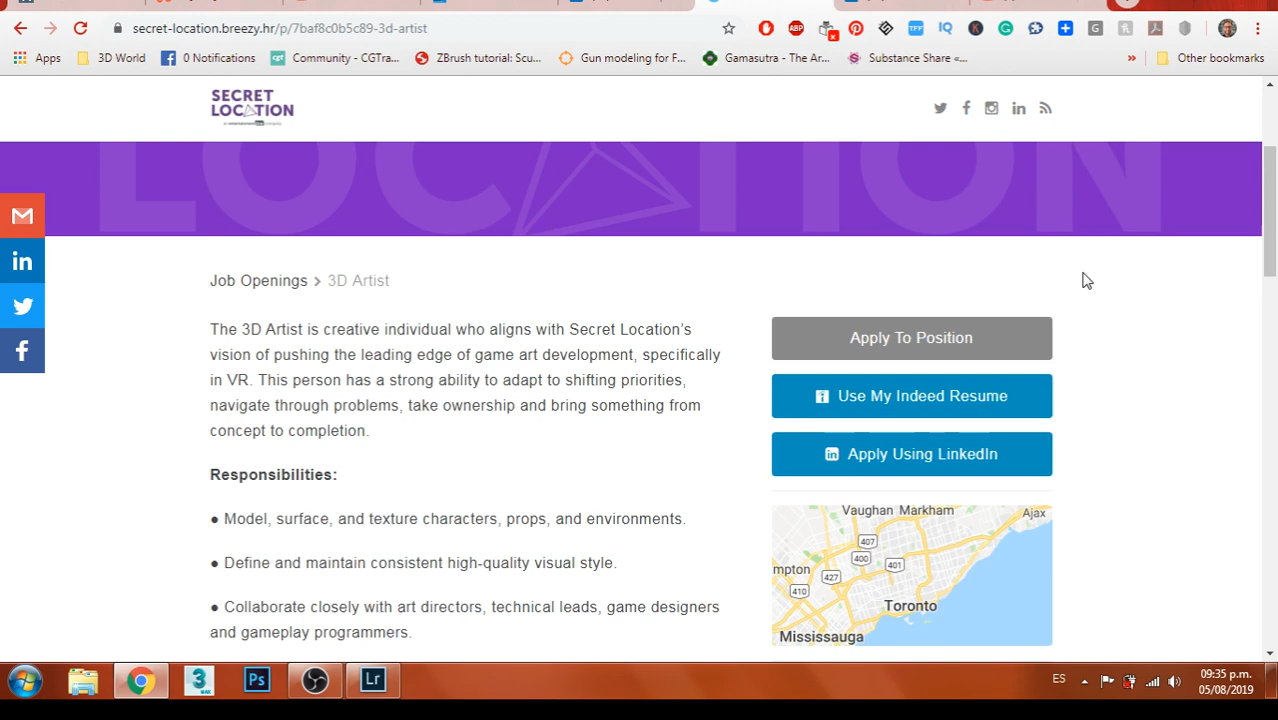 secret-location.breezy.hr/p/7baf8c0b5c89-3d-artist
Apps
3D World
0 Notifications
Community - CGTra...
ZBrush tutorial: Scu...
Gun modeling for F...
Gamasutra - The Ar...
Substance Share «...
»
Other bookmarks
SECRET
LOCATION
LOCATION
Job Openings > 3D Artist
The 3D Artist is creative individual who aligns with Secret Location's
vision of pushing the leading edge of game art development, specifically
in VR. This person has a strong ability to adapt to shifting priorities,
navigate through problems, take ownership and bring something from
concept to completion.
Responsibilities:
● Model, surface, and texture characters, props, and environments.
● Define and maintain consistent high-quality visual style.
● Collaborate closely with art directors, technical leads, game designers
and gameplay programmers.
Apply To Position
Use My Indeed Resume
Apply Using LinkedIn
Vaughan Markham
Ajax
407
400
401
mpton
427
410
Toronto
Mississauga
ES
09:35 p.m.
05/08/2019